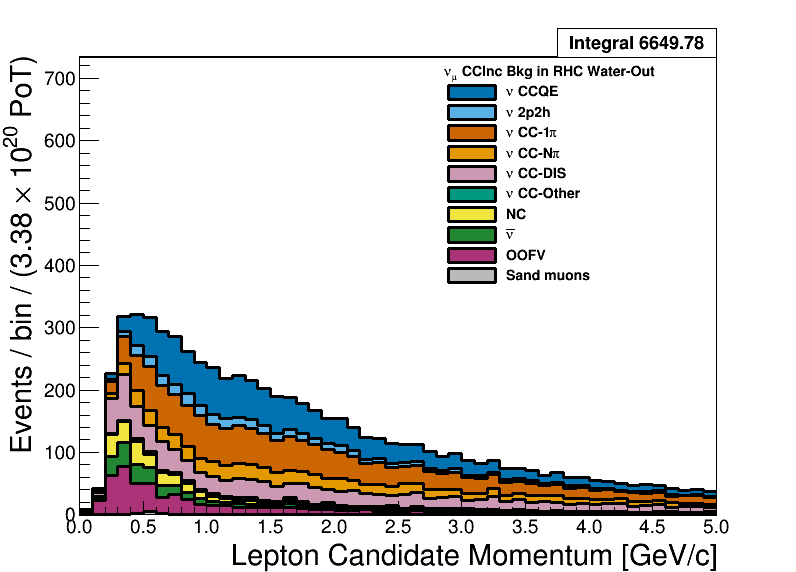 Integral 6649.78
νμ CCInc Bkg in RHC Water-Out
ν CCQE
ν 2p2h
ν CC-1π
ν CC-Nπ
ν CC-DIS
ν CC-Other
NC
ν̅
OOFV
Sand muons
Events / bin / (3.38 × 10²⁰ PoT)
700
600
500
400
300
200
100
0
0.0 0.5 1.0 1.5 2.0 2.5 3.0 3.5 4.0 4.5 5.0
Lepton Candidate Momentum [GeV/c]